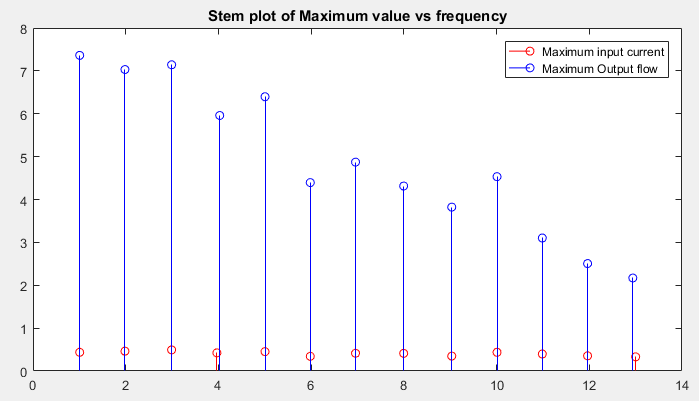 Stem plot of Maximum value vs frequency
8
7
6
5
4
3
2
1
0
Maximum input current
Maximum Output flow
0 2 4 6 8 10 12 14